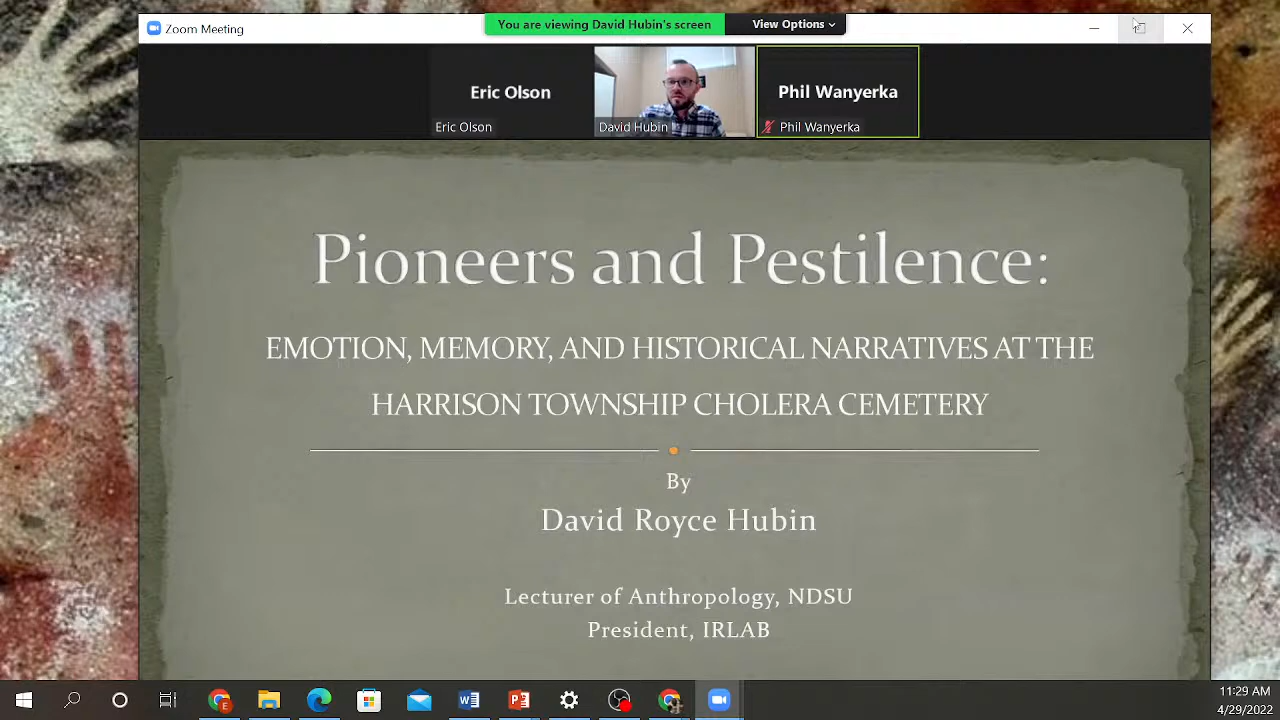 Zoom Meeting
You are viewing David Hubin's screen
View Options
Eric Olson
Eric Olson
David Hubin
Phil Wanyerka
Phil Wanyerka
Pioneers and Pestilence:
EMOTION, MEMORY, AND HISTORICAL NARRATIVES AT THE
HARRISON TOWNSHIP CHOLERA CEMETERY
By
David Royce Hubin
Lecturer of Anthropology, NDSU
President, IRLAB
11:29 AM
4/29/2022